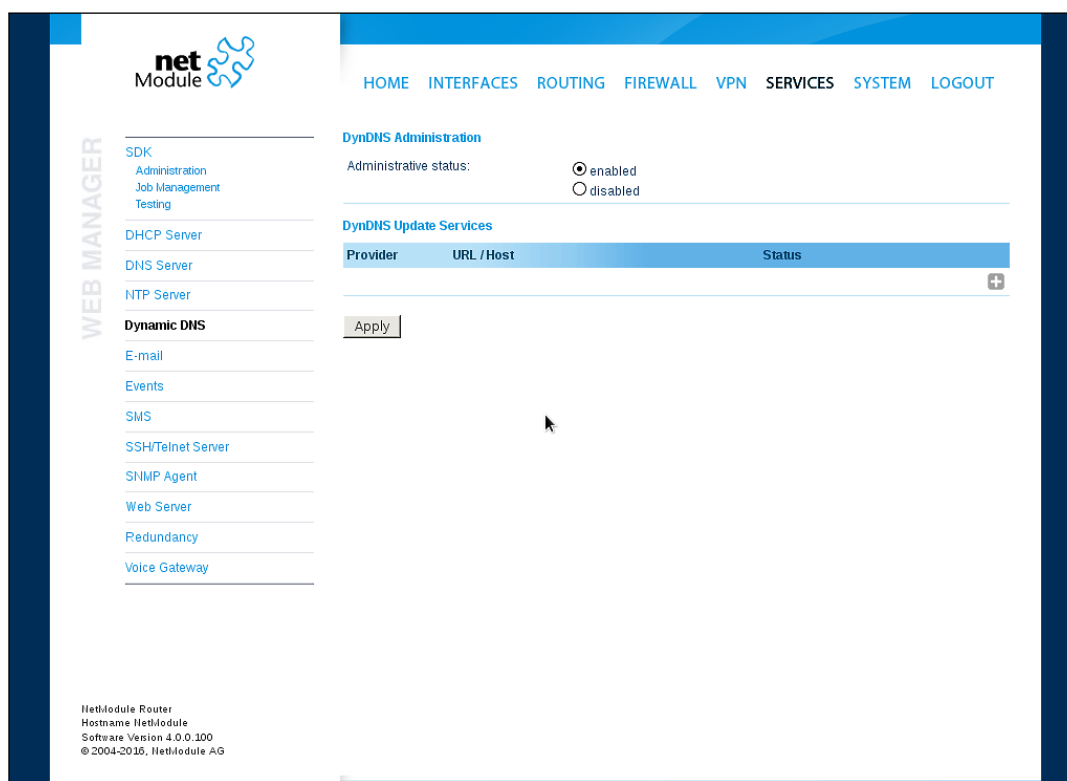 net
Module
HOME INTERFACES ROUTING FIREWALL VPN SERVICES SYSTEM LOGOUT
WEB MANAGER
SDK
Administration
Job Management
Testing
DHCP Server
DNS Server
NTP Server
Dynamic DNS
E-mail
Events
SMS
SSH/Telnet Server
SNMP Agent
Web Server
Redundancy
Voice Gateway
DynDNS Administration
Administrative status:
enabled
disabled
DynDNS Update Services
Provider URL / Host Status
Apply
NetModule Router
Hostname NetModule
Software Version 4.0.0.100
© 2004-2016, NetModule AG